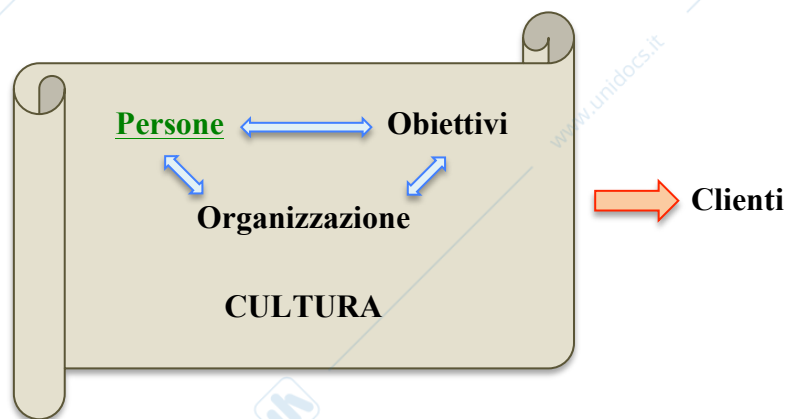 www.unidocs.it
Persone Obiettivi
Clienti
Organizzazione
CULTURA